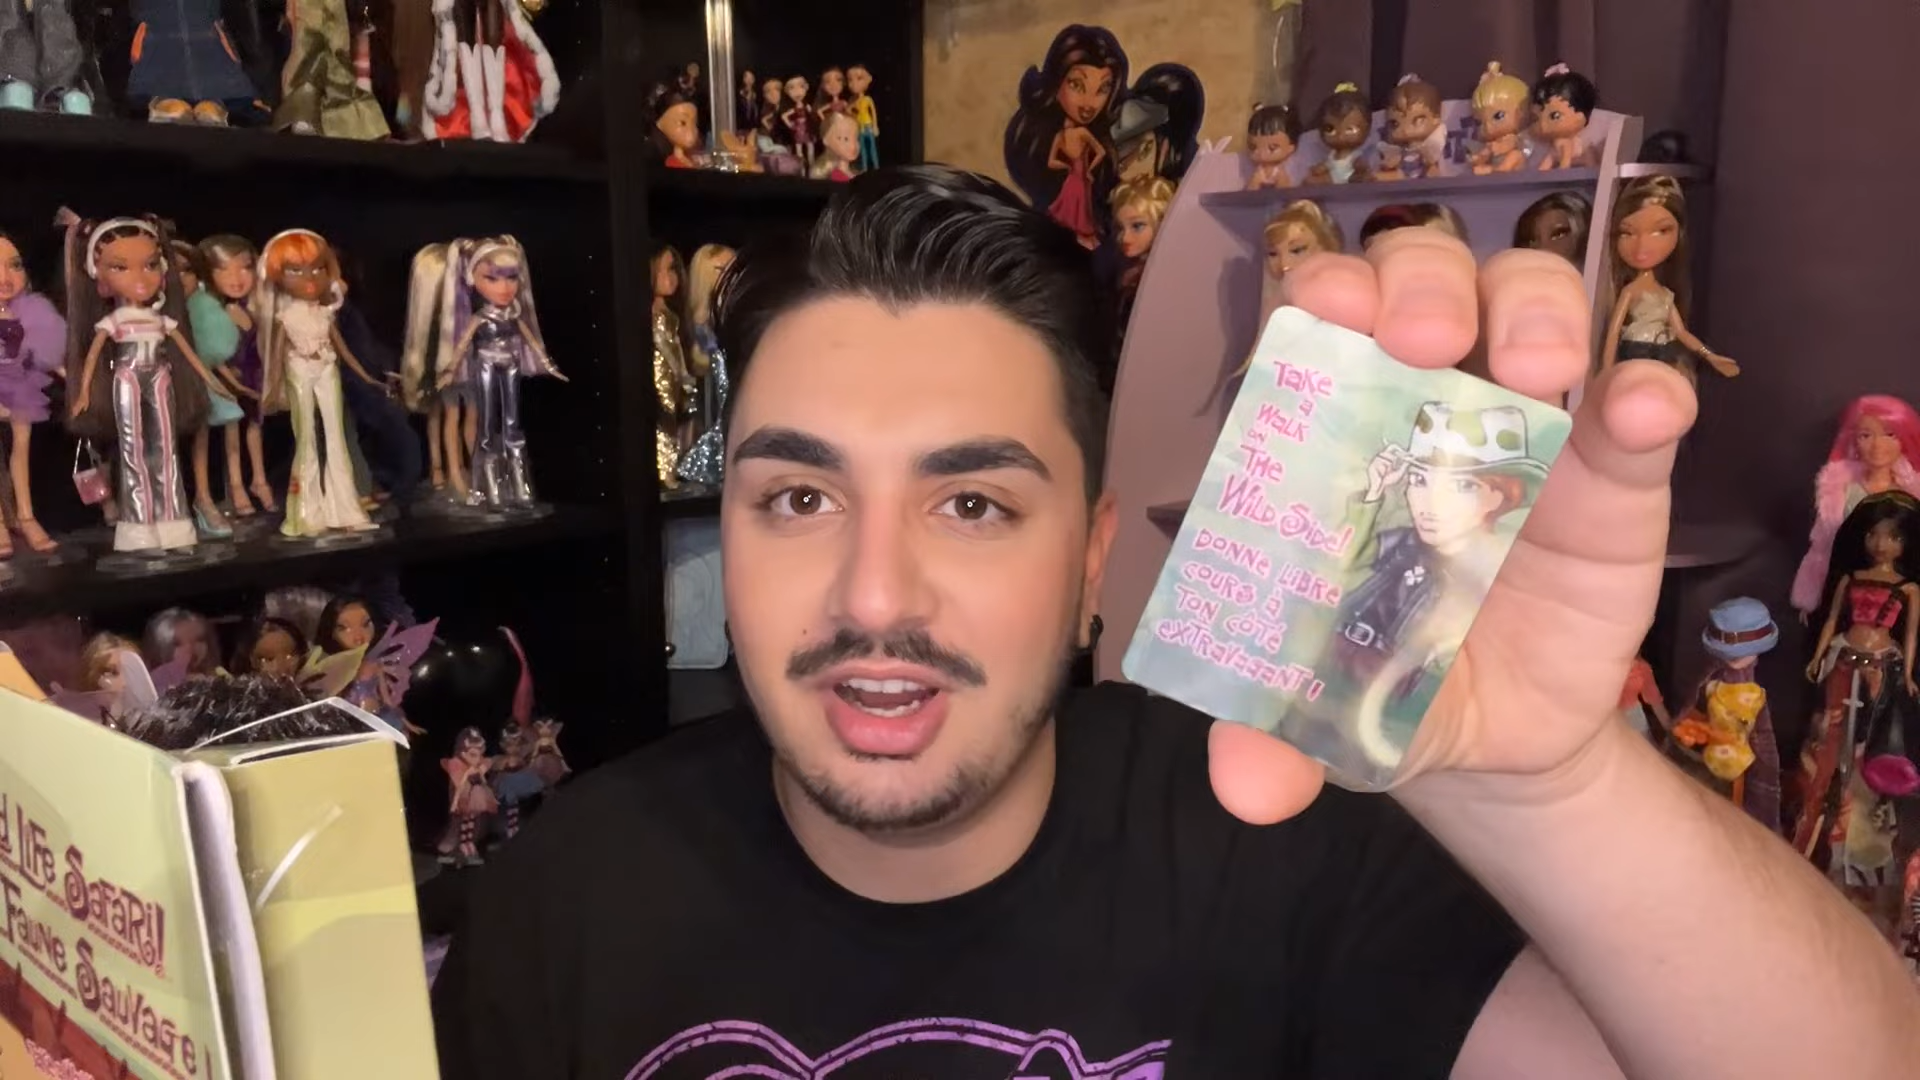 Take
a
Walk
on
The
Wild Side!
Donne libre
cours à
ton côté
extravagant!
Life Safari!
Faune Sauvage!